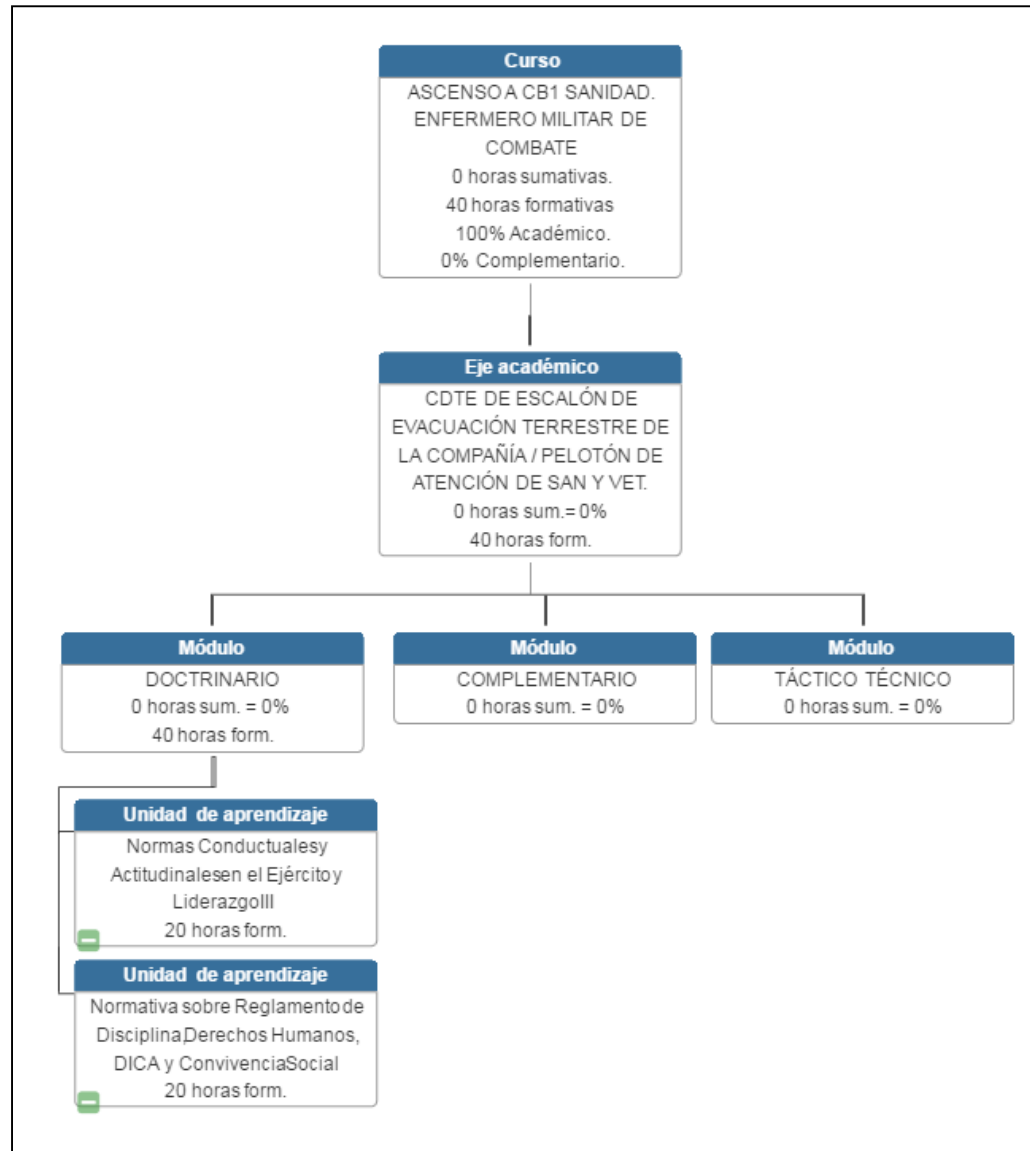 Curso
ASCENSO A CB1 SANIDAD.
ENFERMERO MILITAR DE
COMBATE
0 horas sumativas.
40 horas formativas
100% Académico.
0% Complementario.
Eje académico
CDTE DE ESCALÓN DE
EVACUACIÓN TERRESTRE DE
LA COMPAÑÍA / PELOTÓN DE
ATENCIÓN DE SAN Y VET.
0 horas sum.= 0%
40 horas form.
Módulo
DOCTRINARIO
0 horas sum. = 0%
40 horas form.
Módulo
COMPLEMENTARIO
0 horas sum. = 0%
Módulo
TÁCTICO TÉCNICO
0 horas sum. = 0%
Unidad de aprendizaje
Normas Conductualesy
Actitudinalesen el Ejércitoy
LiderazgoIII
20 horas form.
Unidad de aprendizaje
Normativa sobre Reglamento de
Disciplina,Derechos Humanos,
DICA y ConvivenciaSocial
20 horas form.